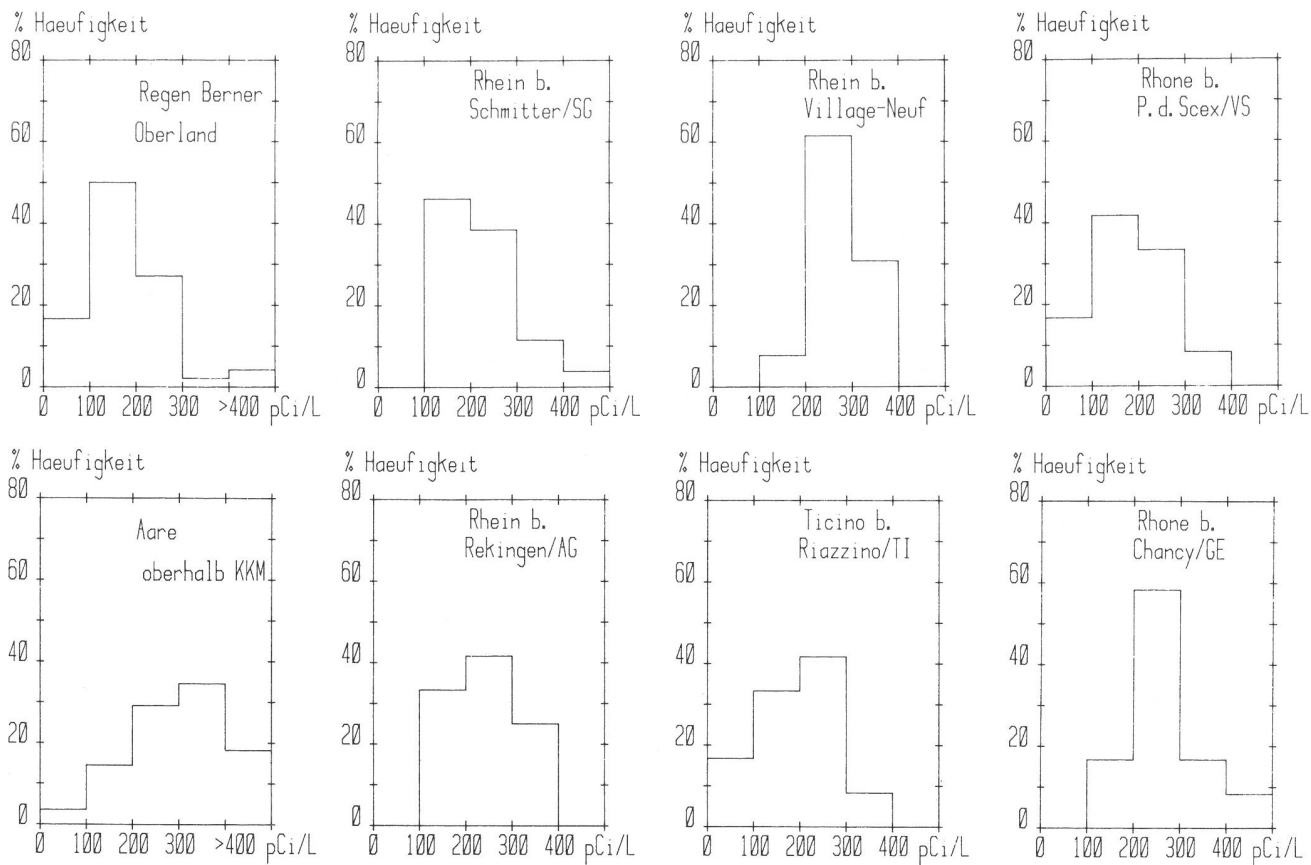 % Haeufigkeit
80
60
40
20
0
Regen Berner
Oberland
0 100 200 300 >400 pCi/L
% Haeufigkeit
80
60
40
20
0
Rhein b.
Schmitter/SG
0 100 200 300 400 pCi/L
% Haeufigkeit
80
60
40
20
0
Rhein b.
Village-Neuf
0 100 200 300 400 pCi/L
% Haeufigkeit
80
60
40
20
0
Rhone b.
P.d.Scex/VS
0 100 200 300 400 pCi/L
% Haeufigkeit
80
60
40
20
0
Aare
oberhalb KKM
0 100 200 300 >400 pCi/L
% Haeufigkeit
80
60
40
20
0
Rhein b.
Rekingen/AG
0 100 200 300 400 pCi/L
% Haeufigkeit
80
60
40
20
0
Ticino b.
Riazzino/TI
0 100 200 300 400 pCi/L
% Haeufigkeit
80
60
40
20
0
Rhone b.
Chancy/GE
0 100 200 300 400 pCi/L